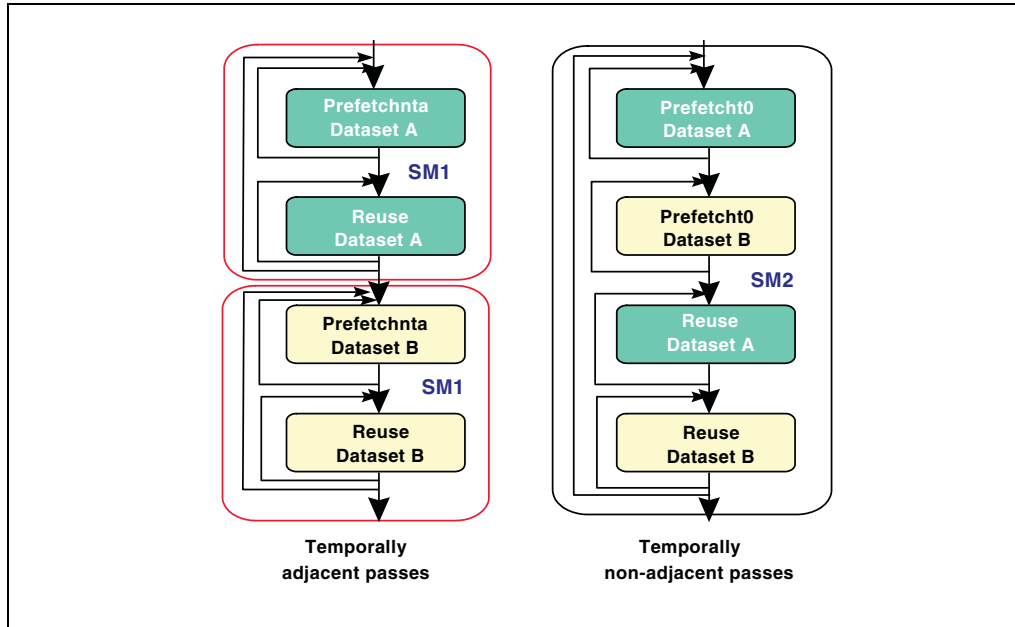 Prefetchnta
Dataset A
SM1
Reuse
Dataset A
Prefetchnta
Dataset B
SM1
Reuse
Dataset B
Temporally
adjacent passes
Prefetcht0
Dataset A
Prefetcht0
Dataset B
SM2
Reuse
Dataset A
Reuse
Dataset B
Temporally
non-adjacent passes